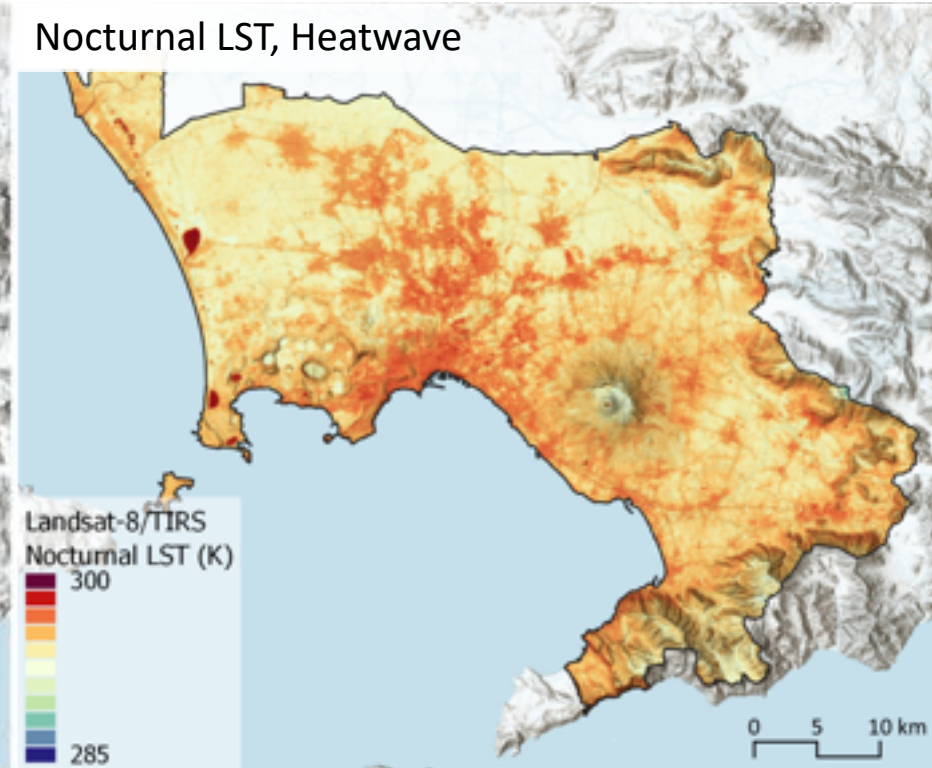 Nocturnal LST, Heatwave
Landsat-8/TIRS
Nocturnal LST (K)
300
285
0 5 10 km